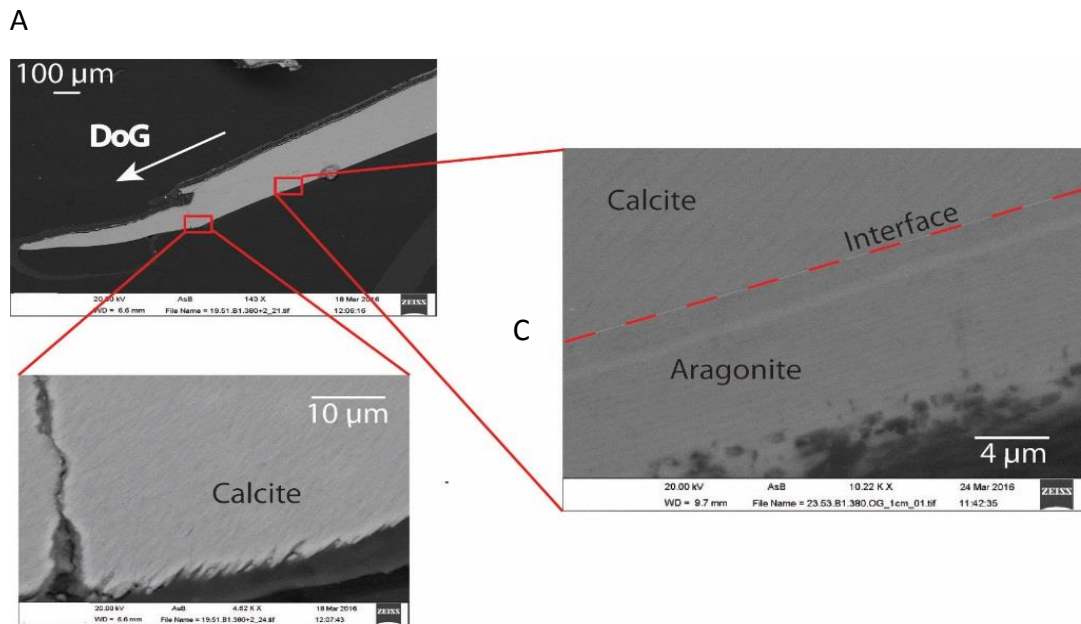 A
100 µm
DoG
20.00 kV AsB 143 X 18 Mar 2016
WD = 6.6 mm File Name = 19.51.B1.380+2_21.tif 12:06:16
ZEISS
Calcite
Interface
C
Aragonite
4 µm
20.00 kV AsB 10.22 K X 24 Mar 2016
WD = 9.7 mm File Name = 23.53.B1.380.OG_1cm_01.tif 11:42:35
ZEISS
10 µm
Calcite
20.00 kV AsB 4.62 K X 18 Mar 2016
WD = 6.6 mm File Name = 19.51.B1.380+2_24.tif 12:07:43
ZEISS